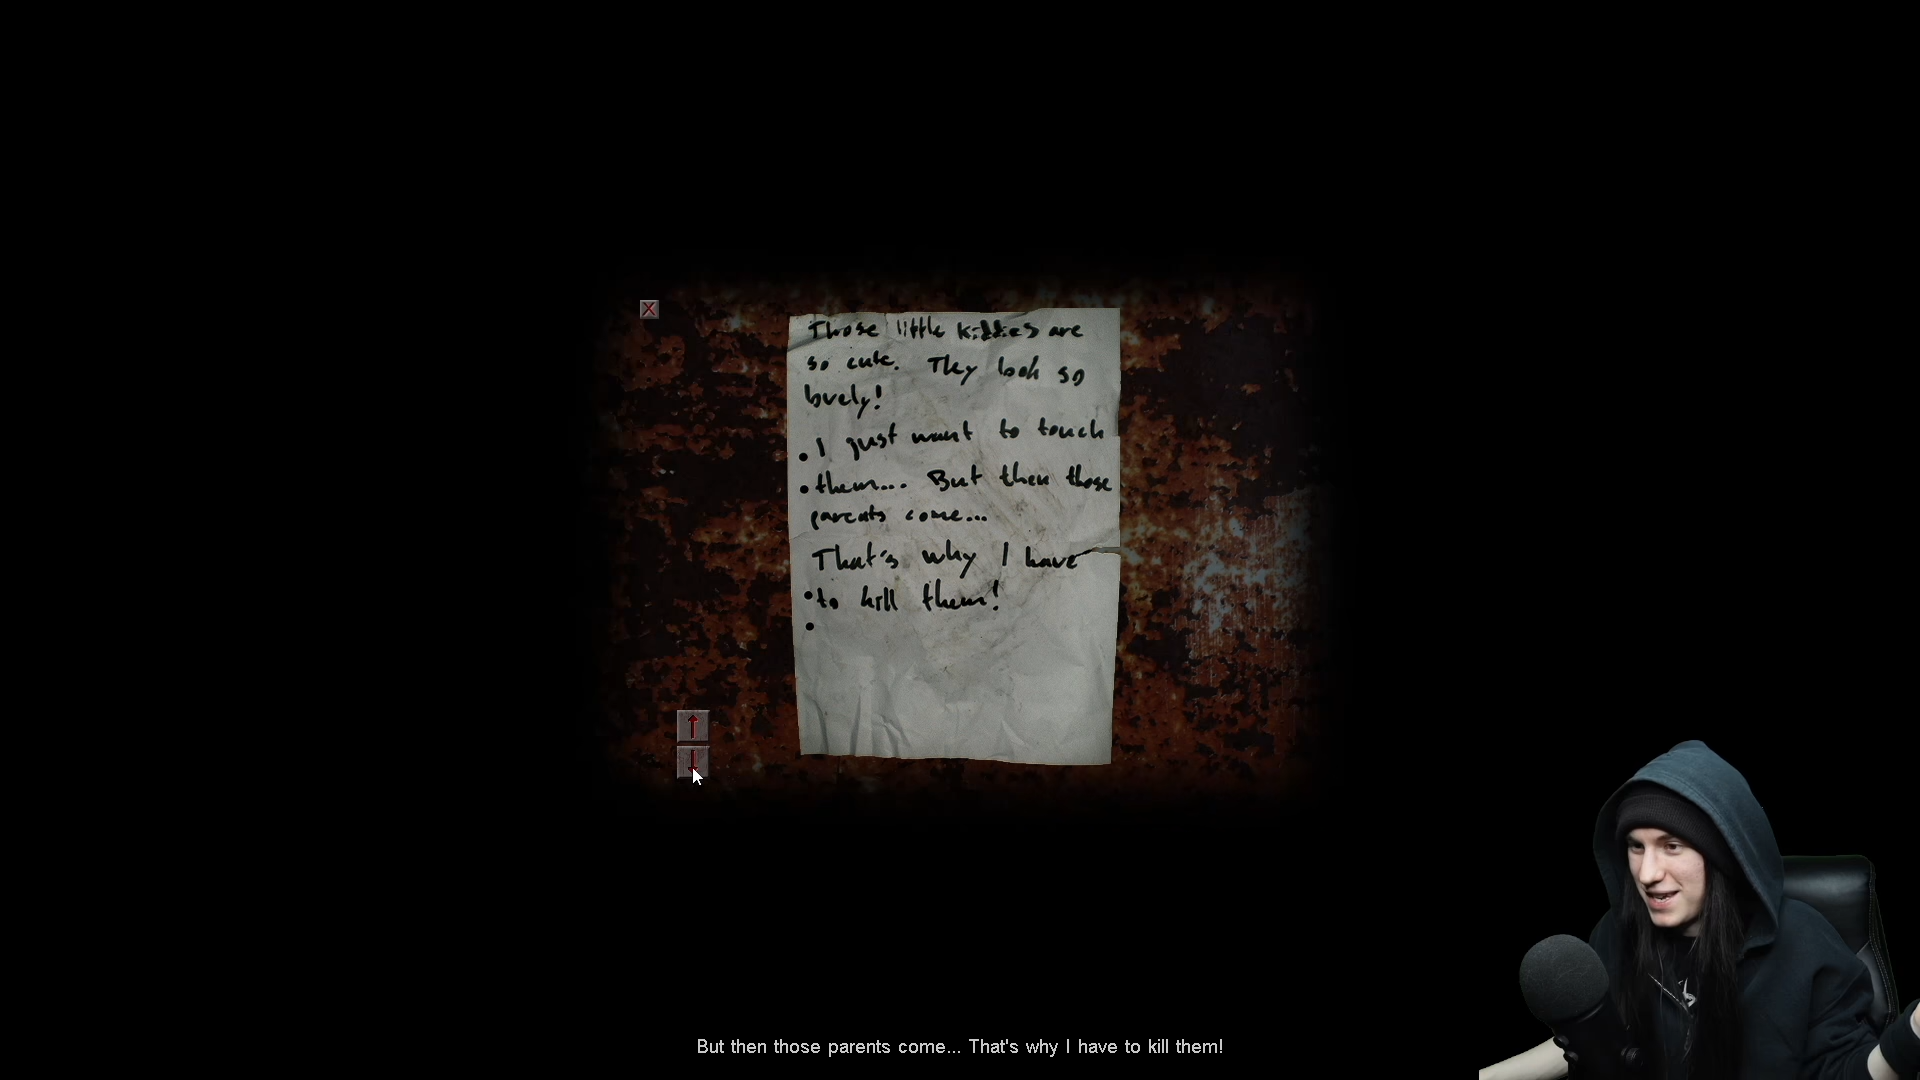 Those little kiddies are
so cute. They look so
lovely!
I just want to touch
them... But then those
parents come...
That's why I have
to kill them!
But then those parents come... That's why I have to kill them!